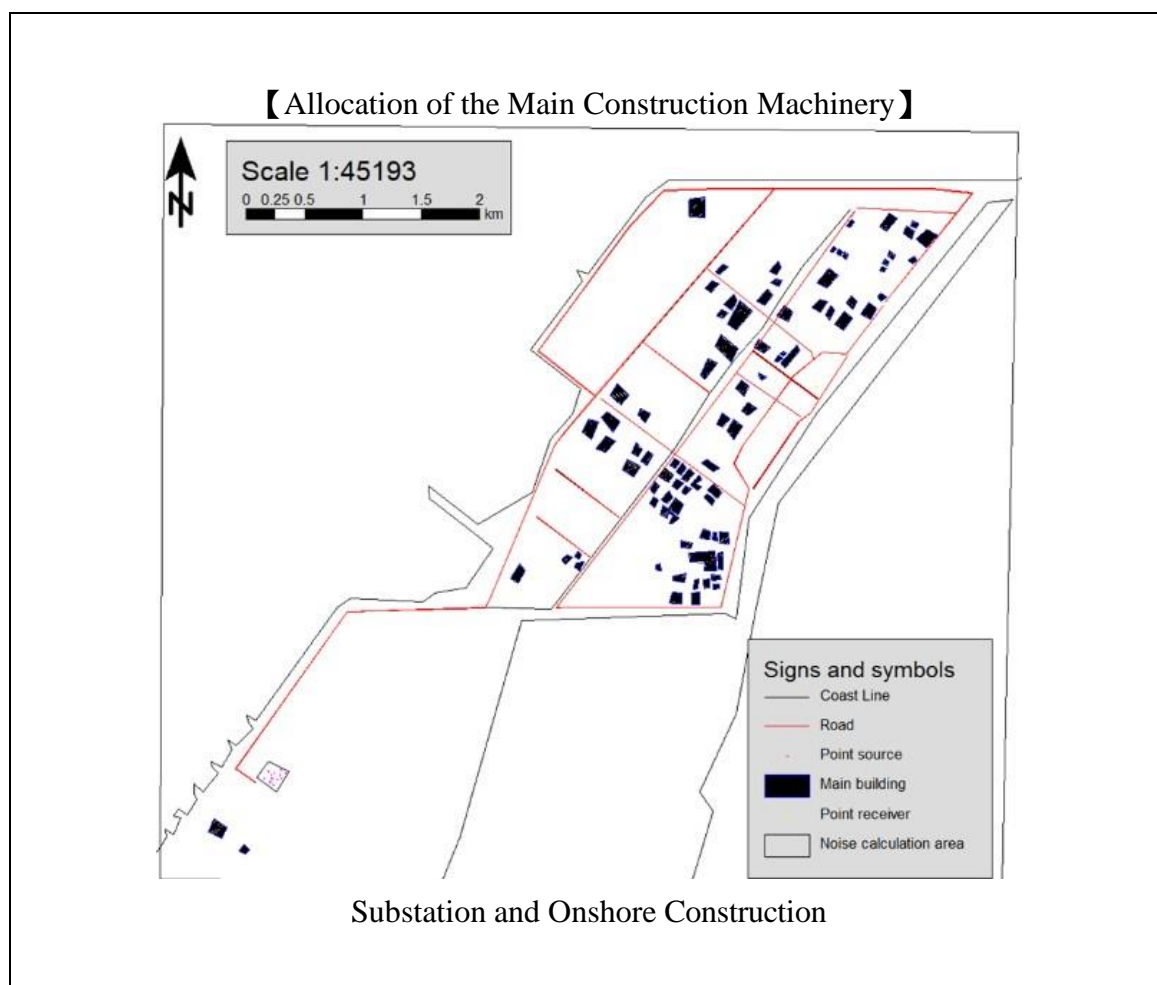 【Allocation of the Main Construction Machinery】
N
Scale 1:45193
0 0.25 0.5 1 1.5 2
km
Signs and symbols
Coast Line
Road
Point source
Main building
Point receiver
Noise calculation area
Substation and Onshore Construction